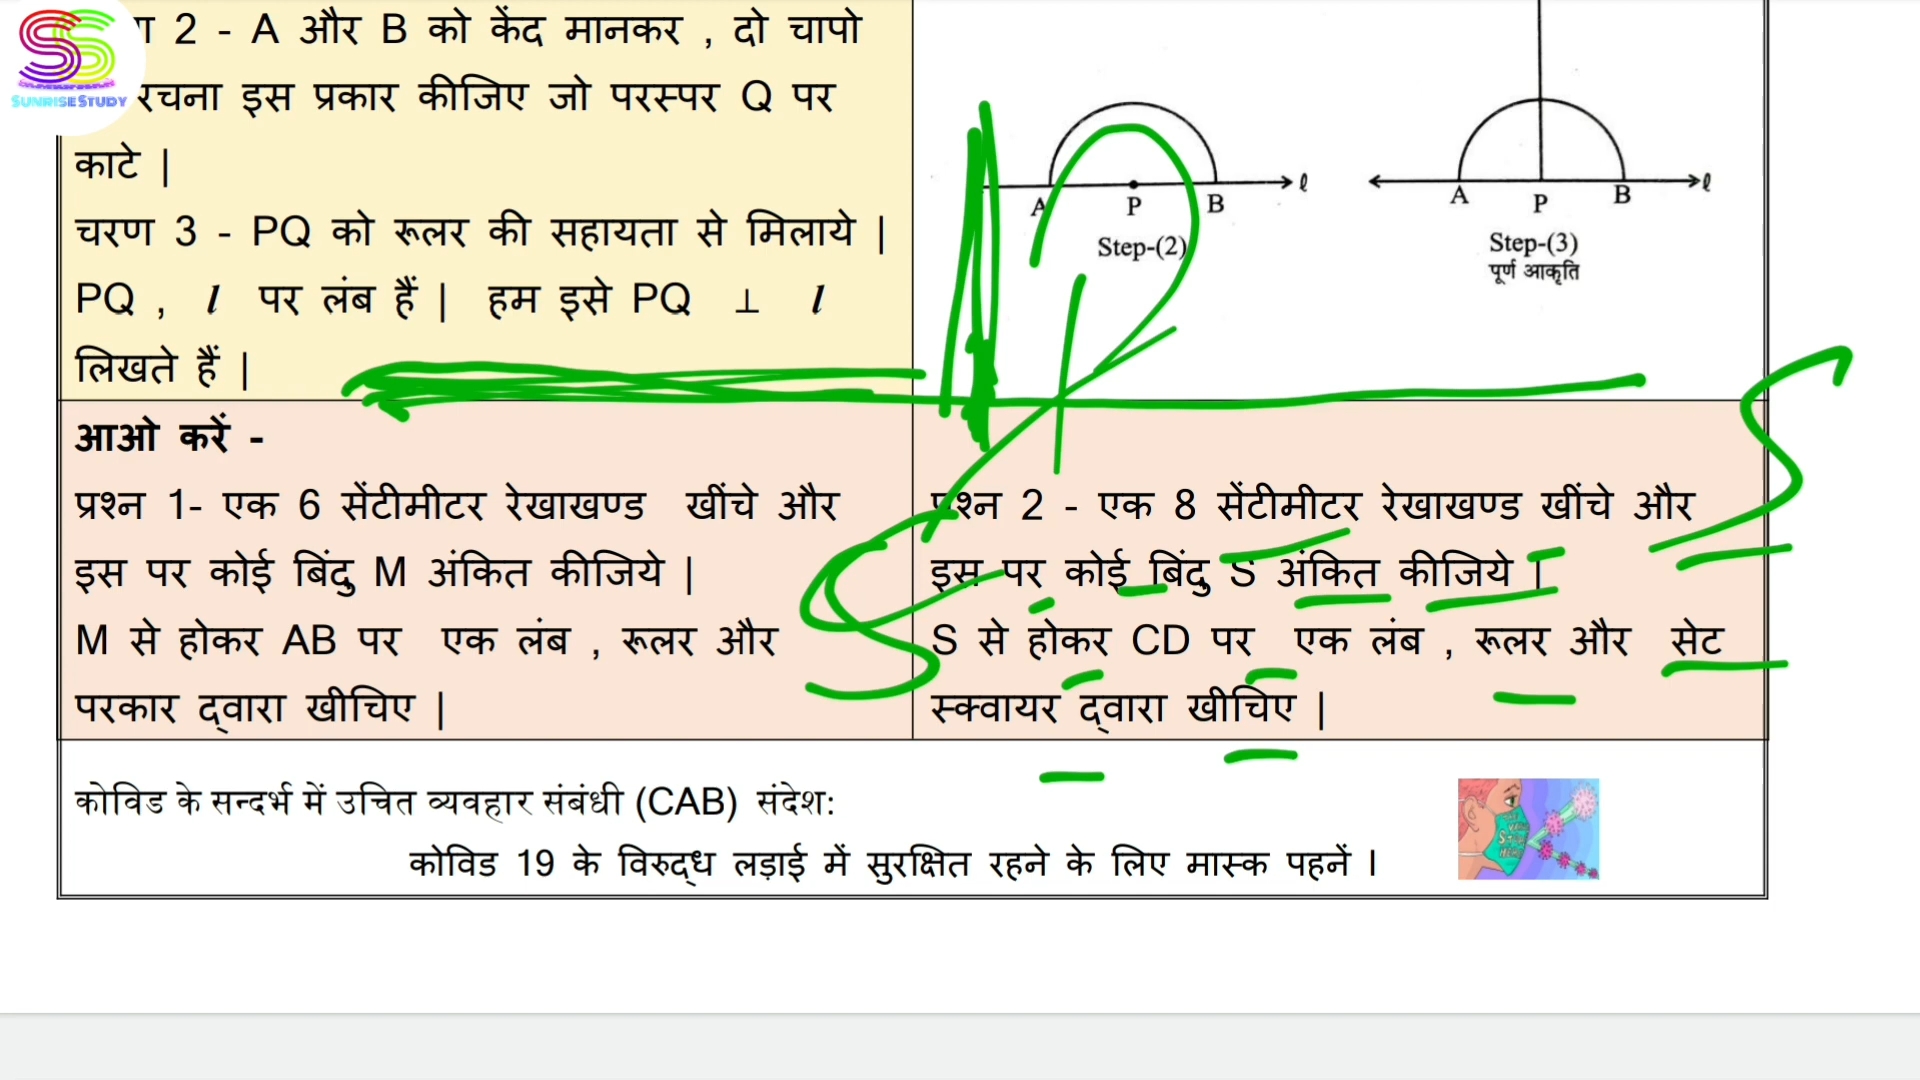 SUNRISESTUDY
2 - A और B को केंद मानकर , दो चापो
रचना इस प्रकार कीजिए जो परस्पर Q पर
काटे |
चरण 3 - PQ को रूलर की सहायता से मिलाये |
PQ , l पर लंब हैं | हम इसे PQ ⊥ l
लिखते हैं |
A P B l
Step-(2)
A P B l
Step-(3)
पूर्ण आकृति
आओ करें -
प्रश्न 1- एक 6 सेंटीमीटर रेखाखण्ड खींचे और
इस पर कोई बिंदु M अंकित कीजिये |
M से होकर AB पर एक लंब , रूलर और
परकार द्वारा खीचिए |
प्रश्न 2 - एक 8 सेंटीमीटर रेखाखण्ड खींचे और
इस पर कोई बिंदु S अंकित कीजिये |
S से होकर CD पर एक लंब , रूलर और सेट
स्क्वायर द्वारा खीचिए |
कोविड के सन्दर्भ में उचित व्यवहार संबंधी (CAB) संदेश:
कोविड 19 के विरुद्ध लड़ाई में सुरक्षित रहने के लिए मास्क पहनें I